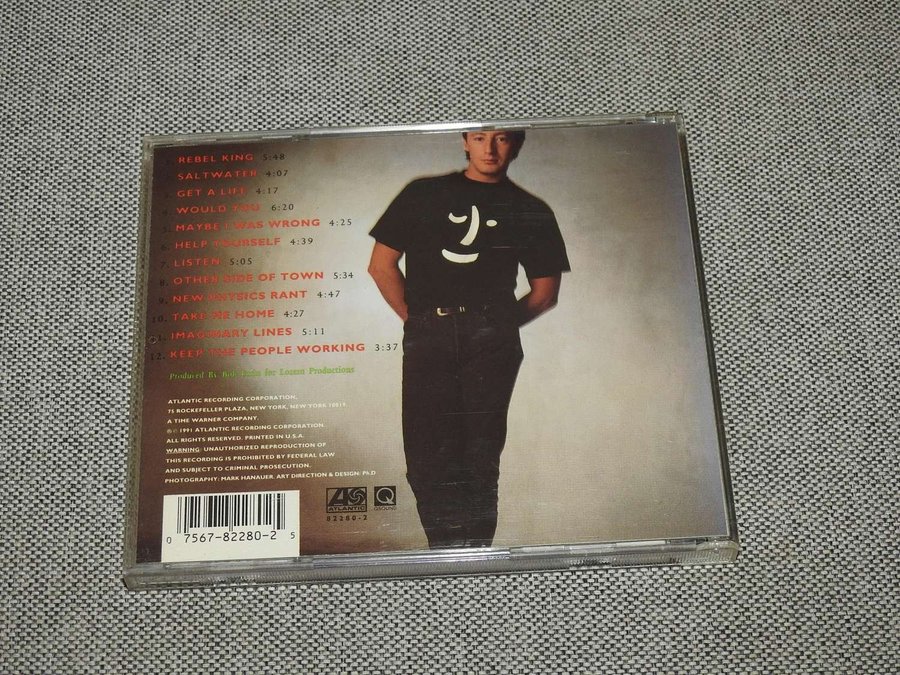 REBEL KING 5:48
SALTWATER 4:07
GET A LIFE 4:17
WOULD YOU 6:20
5. MAYBE I WAS WRONG 4:25
6. HELP YOURSELF 4:39
7. LISTEN 5:05
8. OTHER SIDE OF TOWN 5:34
9. NEW PHYSICS RANT 4:47
10. TAKE ME HOME 4:27
11. IMAGINARY LINES 5:11
12. KEEP THE PEOPLE WORKING 3:37
Produced By Bob for Lozem Productions
ATLANTIC RECORDING CORPORATION,
75 ROCKEFELLER PLAZA, NEW YORK, NEW YORK 10019.
A TIME WARNER COMPANY.
℗© 1991 ATLANTIC RECORDING CORPORATION.
ALL RIGHTS RESERVED. PRINTED IN U.S.A.
WARNING: UNAUTHORIZED REPRODUCTION OF
THIS RECORDING IS PROHIBITED BY FEDERAL LAW
AND SUBJECT TO CRIMINAL PROSECUTION.
PHOTOGRAPHY: MARK HANAUER. ART DIRECTION & DESIGN: Ph.D
ATLANTIC
82280-2
Q
QSOUND
0 7567-82280-2 5